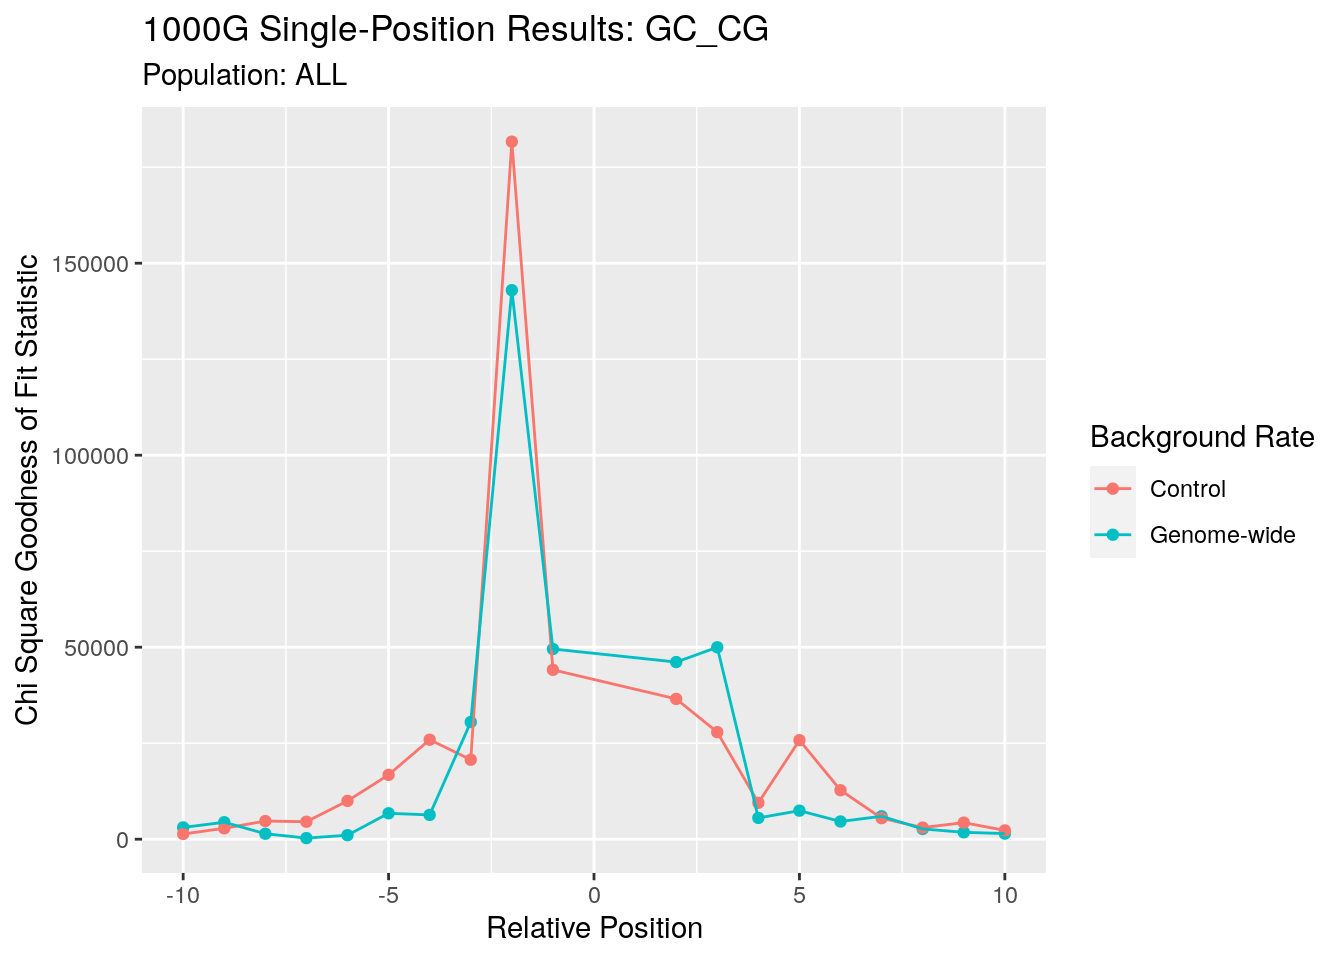 1000G Single-Position Results: GC_CG
Population: ALL
Chi Square Goodness of Fit Statistic
150000
100000
50000
0
-10
-5
0
5
10
Relative Position
Background Rate
Control
Genome-wide